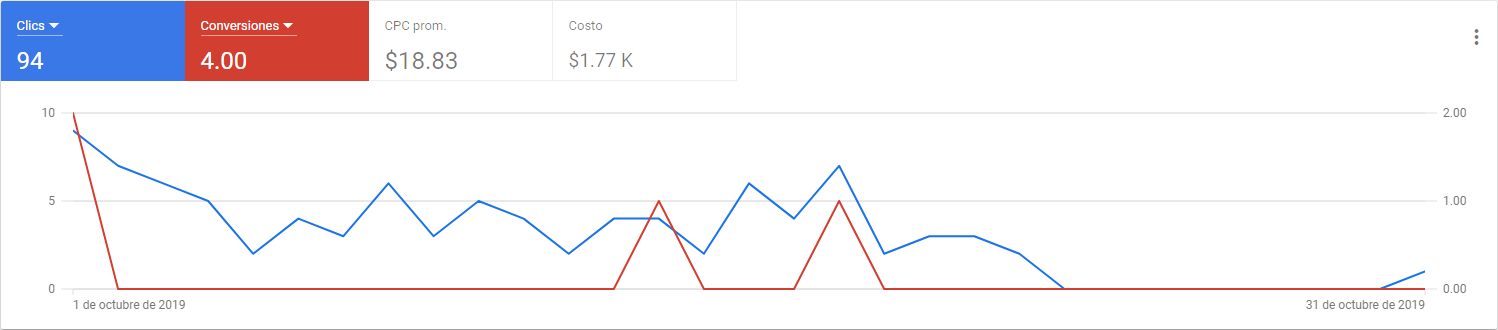 Clics
Conversiones
CPC prom.
Costo
94
4.00
$18.83
$1.77 K
10
2.00
5
1.00
0
0.00
1 de octubre de 2019
31 de octubre de 2019